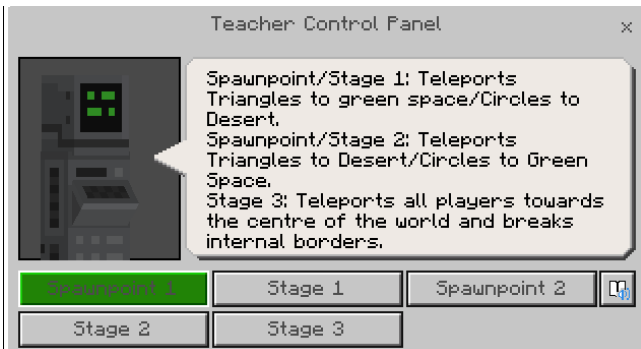 Teacher Control Panel
Spawnpoint/Stage 1: Teleports
Triangles to green space/Circles to
Desert.
Spawnpoint/Stage 2: Teleports
Triangles to Desert/Circles to Green
Space.
Stage 3: Teleports all players towards
the centre of the world and breaks
internal borders.
Spawnpoint 1
Stage 1
Spawnpoint 2
Stage 2
Stage 3